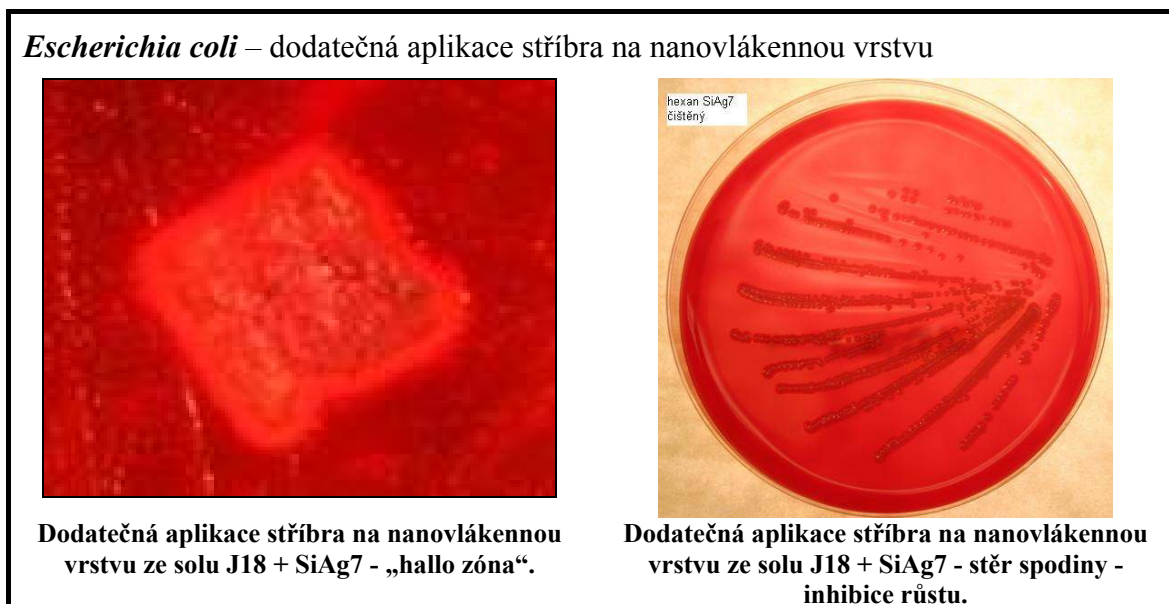 Escherichia coli – dodatečná aplikace stříbra na nanovlákennou vrstvu
hexan SiAg7
čištěný
Dodatečná aplikace stříbra na nanovlákennou
vrstvu ze solu J18 + SiAg7 - „hallo zóna“.
Dodatečná aplikace stříbra na nanovlákennou
vrstvu ze solu J18 + SiAg7 - stěr spodiny -
inhibice růstu.